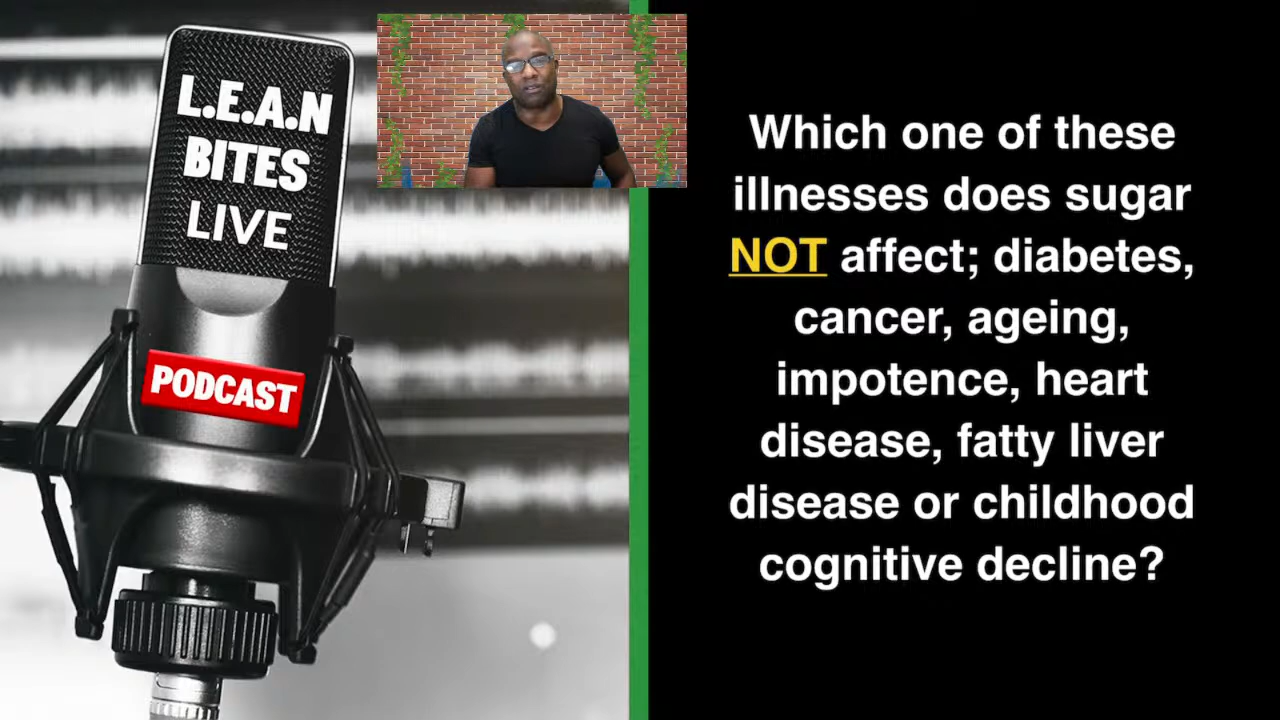 L.E.A.N
BITES
LIVE
PODCAST
Which one of these
illnesses does sugar
NOT affect; diabetes,
cancer, ageing,
impotence, heart
disease, fatty liver
disease or childhood
cognitive decline?